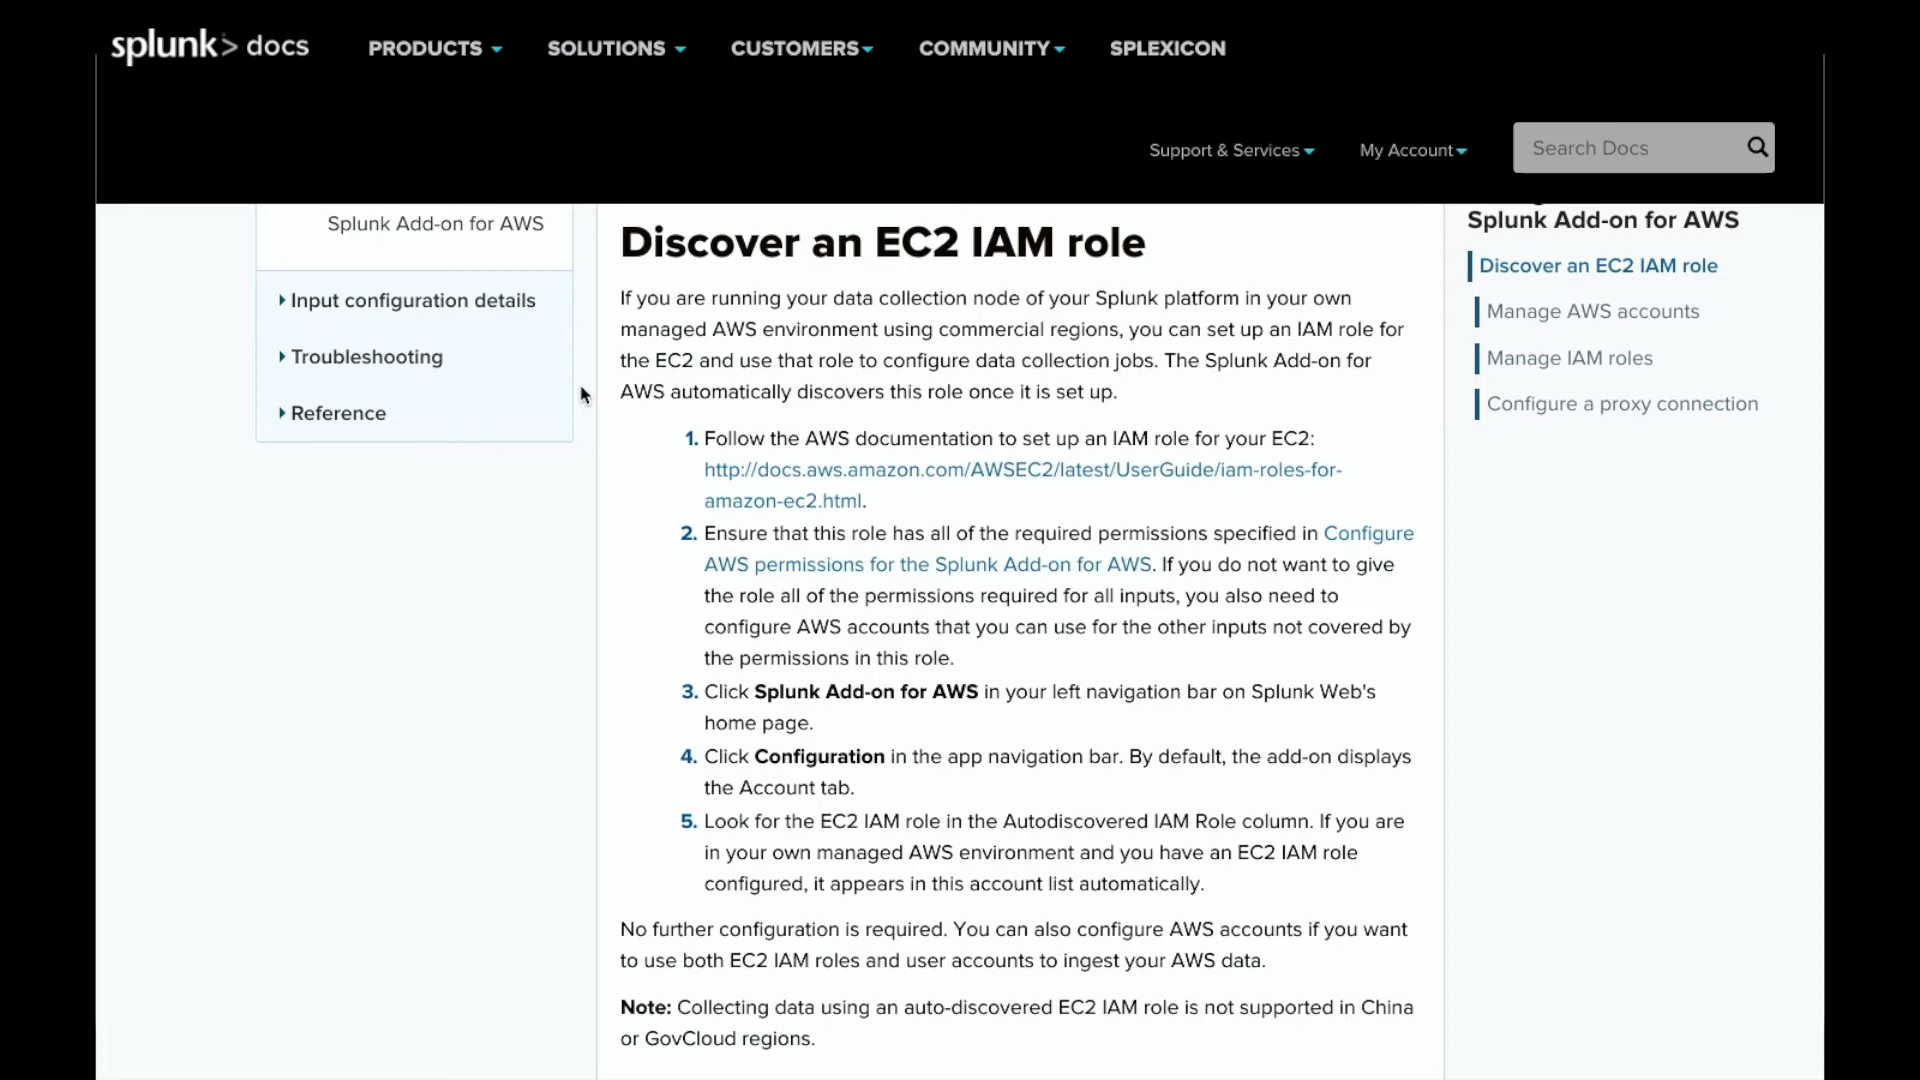 splunk> docs
PRODUCTS
SOLUTIONS
CUSTOMERS
COMMUNITY
SPLEXICON
Support & Services
My Account
Search Docs
Splunk Add-on for AWS
Input configuration details
Troubleshooting
Reference
Discover an EC2 IAM role
If you are running your data collection node of your Splunk platform in your own
managed AWS environment using commercial regions, you can set up an IAM role for
the EC2 and use that role to configure data collection jobs. The Splunk Add-on for
AWS automatically discovers this role once it is set up.
1. Follow the AWS documentation to set up an IAM role for your EC2:
http://docs.aws.amazon.com/AWSEC2/latest/UserGuide/iam-roles-for-
amazon-ec2.html.
2. Ensure that this role has all of the required permissions specified in Configure
AWS permissions for the Splunk Add-on for AWS. If you do not want to give
the role all of the permissions required for all inputs, you also need to
configure AWS accounts that you can use for the other inputs not covered by
the permissions in this role.
3. Click Splunk Add-on for AWS in your left navigation bar on Splunk Web's
home page.
4. Click Configuration in the app navigation bar. By default, the add-on displays
the Account tab.
5. Look for the EC2 IAM role in the Autodiscovered IAM Role column. If you are
in your own managed AWS environment and you have an EC2 IAM role
configured, it appears in this account list automatically.
No further configuration is required. You can also configure AWS accounts if you want
to use both EC2 IAM roles and user accounts to ingest your AWS data.
Note: Collecting data using an auto-discovered EC2 IAM role is not supported in China
or GovCloud regions.
Splunk Add-on for AWS
Discover an EC2 IAM role
Manage AWS accounts
Manage IAM roles
Configure a proxy connection